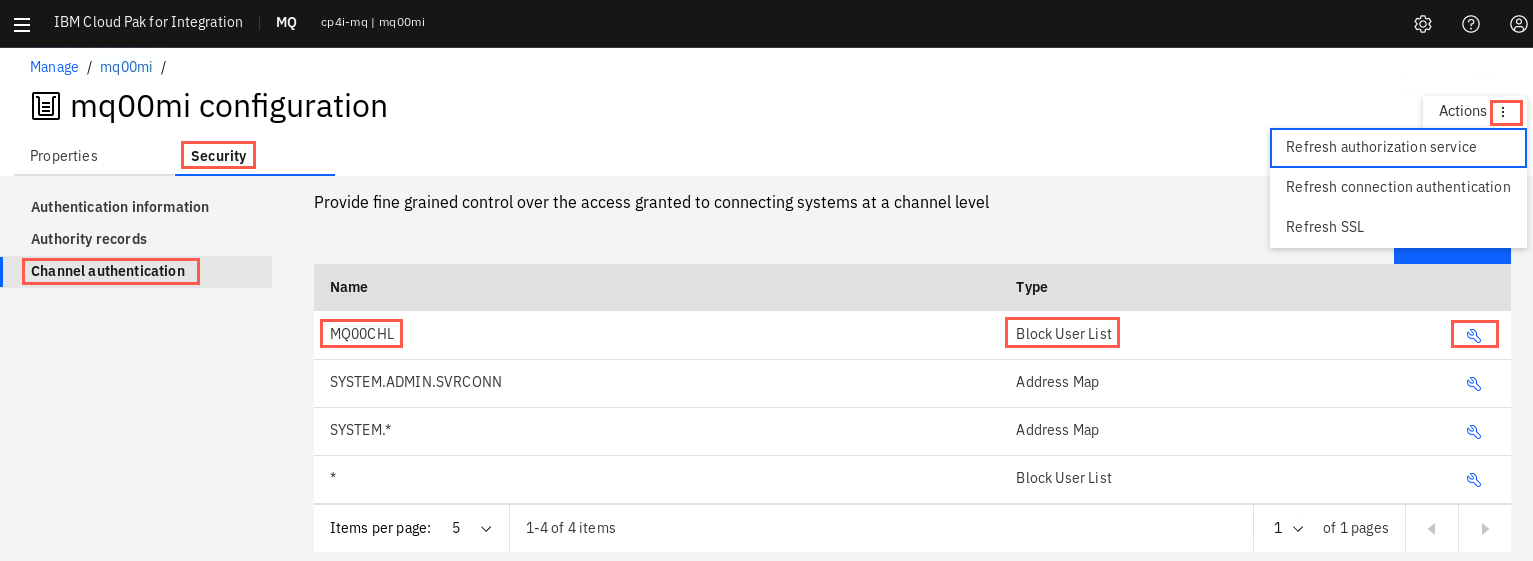 IBM Cloud Pak for Integration MQ cp4i-mq | mq00mi
Manage / mq00mi /
mq00mi configuration
Actions
Properties Security
Refresh authorization service
Refresh connection authentication
Refresh SSL
Authentication information
Authority records
Channel authentication
Provide fine grained control over the access granted to connecting systems at a channel level
Name Type
MQ00CHL Block User List
SYSTEM.ADMIN.SVRCONN Address Map
SYSTEM.* Address Map
* Block User List
Items per page: 5 1-4 of 4 items 1 of 1 pages